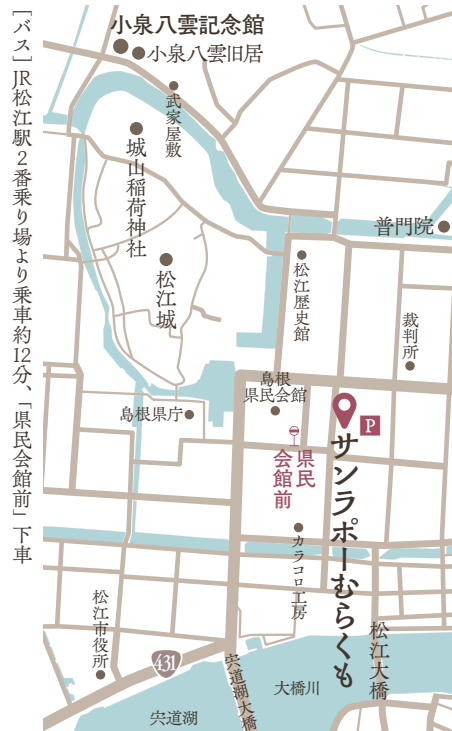 ［バス］JR松江駅2番乗り場より乗車約12分、「県民会館前」下車
小泉八雲記念館
小泉八雲旧居
武家屋敷
城山稲荷神社
松江城
普門院
松江歴史館
裁判所
島根
県民会館
島根県庁
P
サンラポーむらくも
県民
会館前
カラコロ工房
松江市役所
431
宍道湖大橋
松江大橋
大橋川
宍道湖